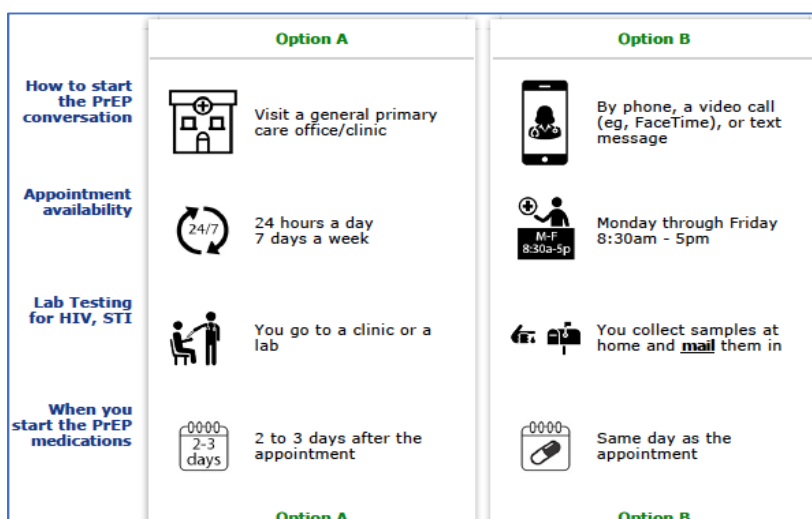 Option A
Option B
How to start
the PrEP
conversation
Visit a general primary
care office/clinic
By phone, a video call
(eg, FaceTime), or text
message
Appointment
availability
24/7
24 hours a day
7 days a week
M-F
8:30a-5p
Monday through Friday
8:30am - 5pm
Lab Testing
for HIV, STI
You go to a clinic or a
lab
You collect samples at
home and mail them in
When you
start the PrEP
medications
2-3
days
2 to 3 days after the
appointment
Same day as the
appointment
Option A
Option B